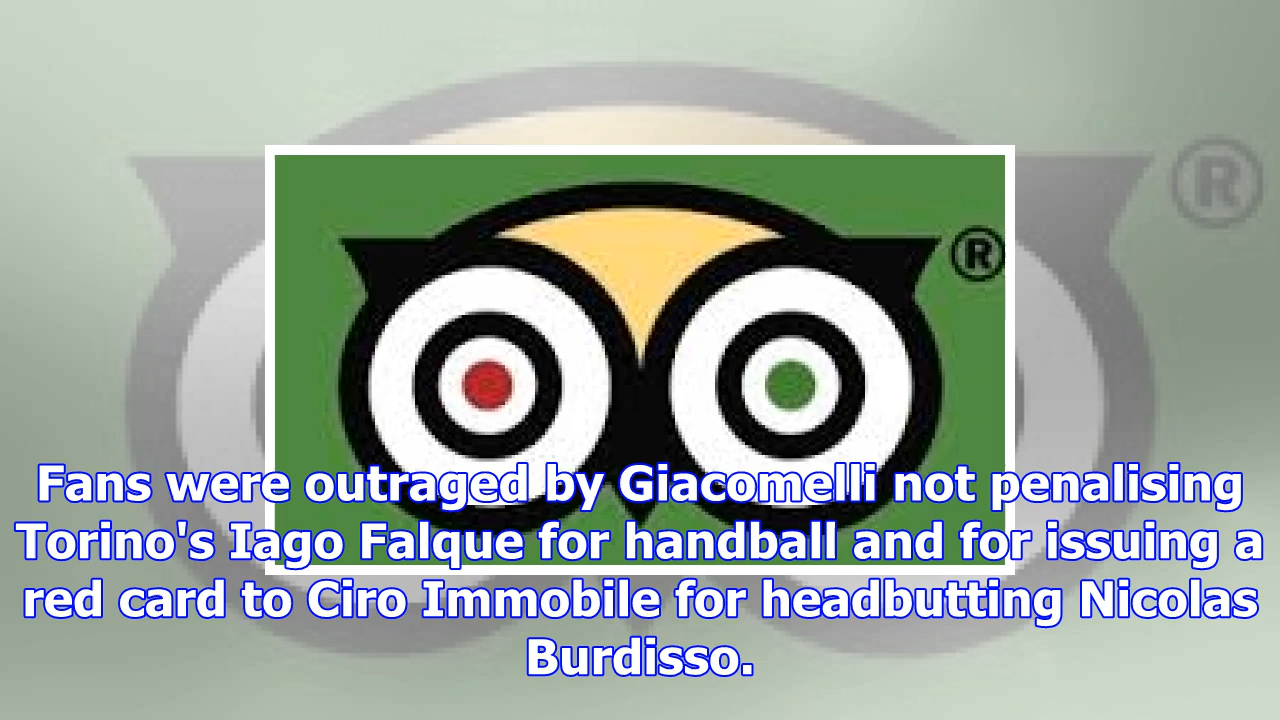 ®
®
Fans were outraged by Giacomelli not penalising
Torino's Iago Falque for handball and for issuing a
red card to Ciro Immobile for headbutting Nicolas
Burdisso.